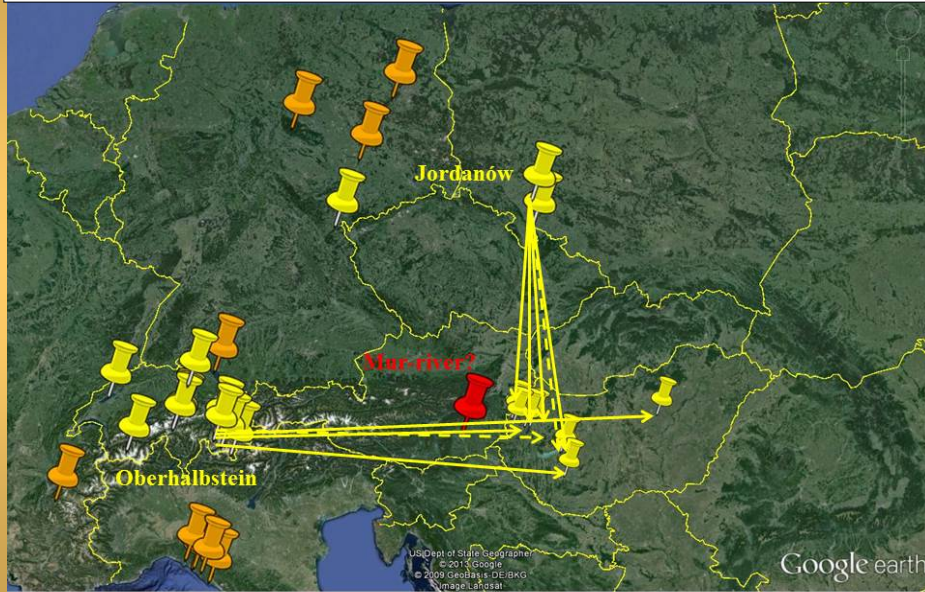 Jordanów
Mur-river?
Oberhalbstein
US Dept of State Geographer
© 2013 Google
© 2009 GeoBasis-DE/BKG
Image Landsat
Google earth